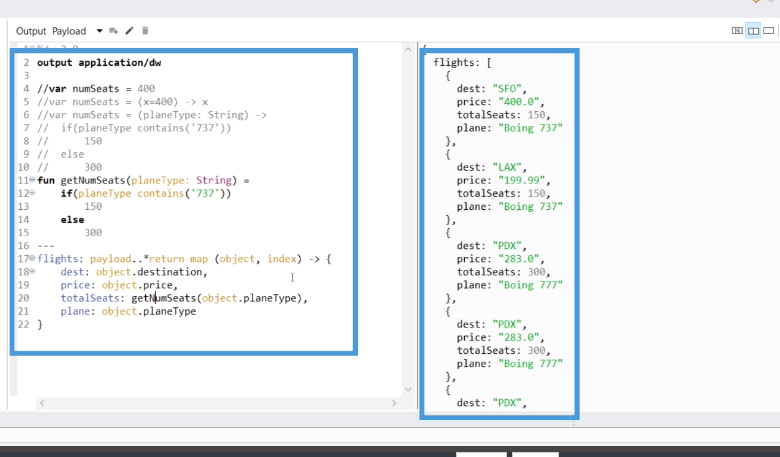 Output Payload
2 output application/dw
3
4 //var numSeats = 400
5 //var numSeats = (x=400) -> x
6 //var numSeats = (planeType: String) ->
7 //  if(planeType contains('737'))
8 //      150
9 //  else
10 //      300
11 fun getNumSeats(planeType: String) =
12     if(planeType contains('737'))
13         150
14     else
15         300
16 ---
17 flights: payload..*return map (object, index) -> {
18     dest: object.destination,
19     price: object.price,
20     totalSeats: getNumSeats(object.planeType),
21     plane: object.planeType
22 }
{
flights: [
{
dest: "SFO",
price: "400.0",
totalSeats: 150,
plane: "Boing 737"
},
{
dest: "LAX",
price: "199.99",
totalSeats: 150,
plane: "Boing 737"
},
{
dest: "PDX",
price: "283.0",
totalSeats: 300,
plane: "Boing 777"
},
{
dest: "PDX",
price: "283.0",
totalSeats: 300,
plane: "Boing 777"
},
{
dest: "PDX",